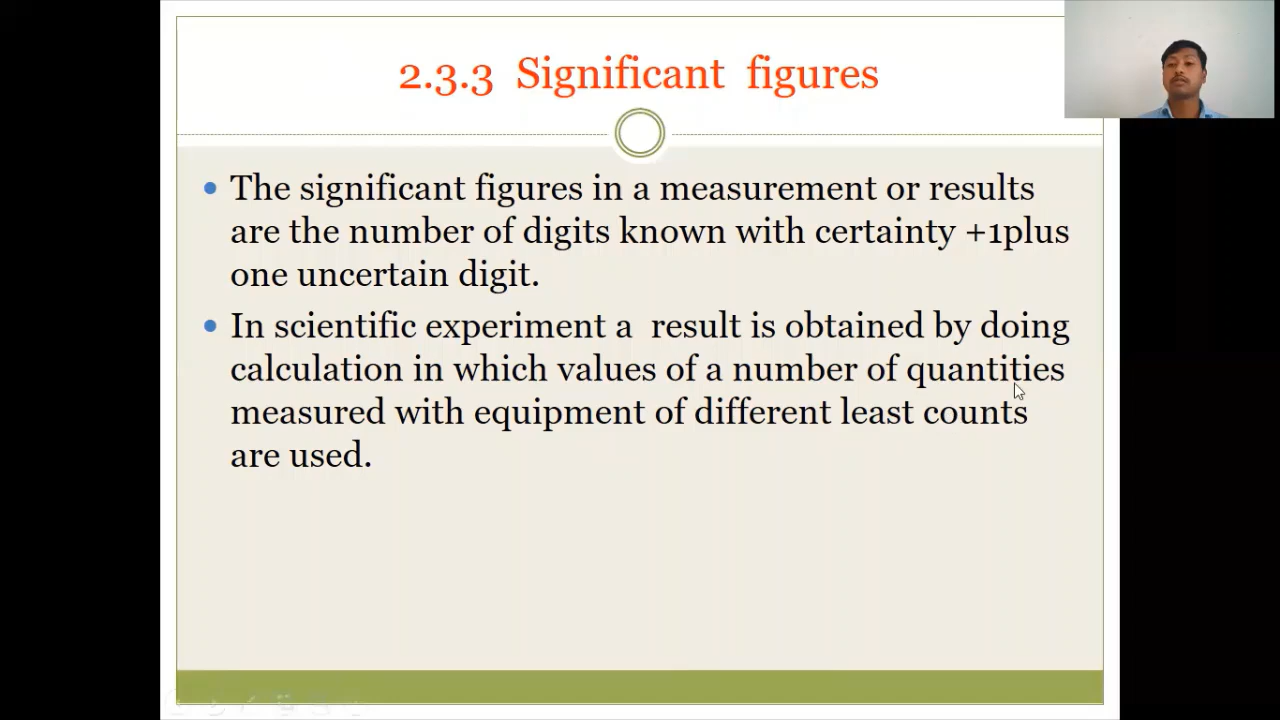 2.3.3 Significant figures
The significant figures in a measurement or results
are the number of digits known with certainty +1plus
one uncertain digit.
In scientific experiment a result is obtained by doing
calculation in which values of a number of quantities
measured with equipment of different least counts
are used.